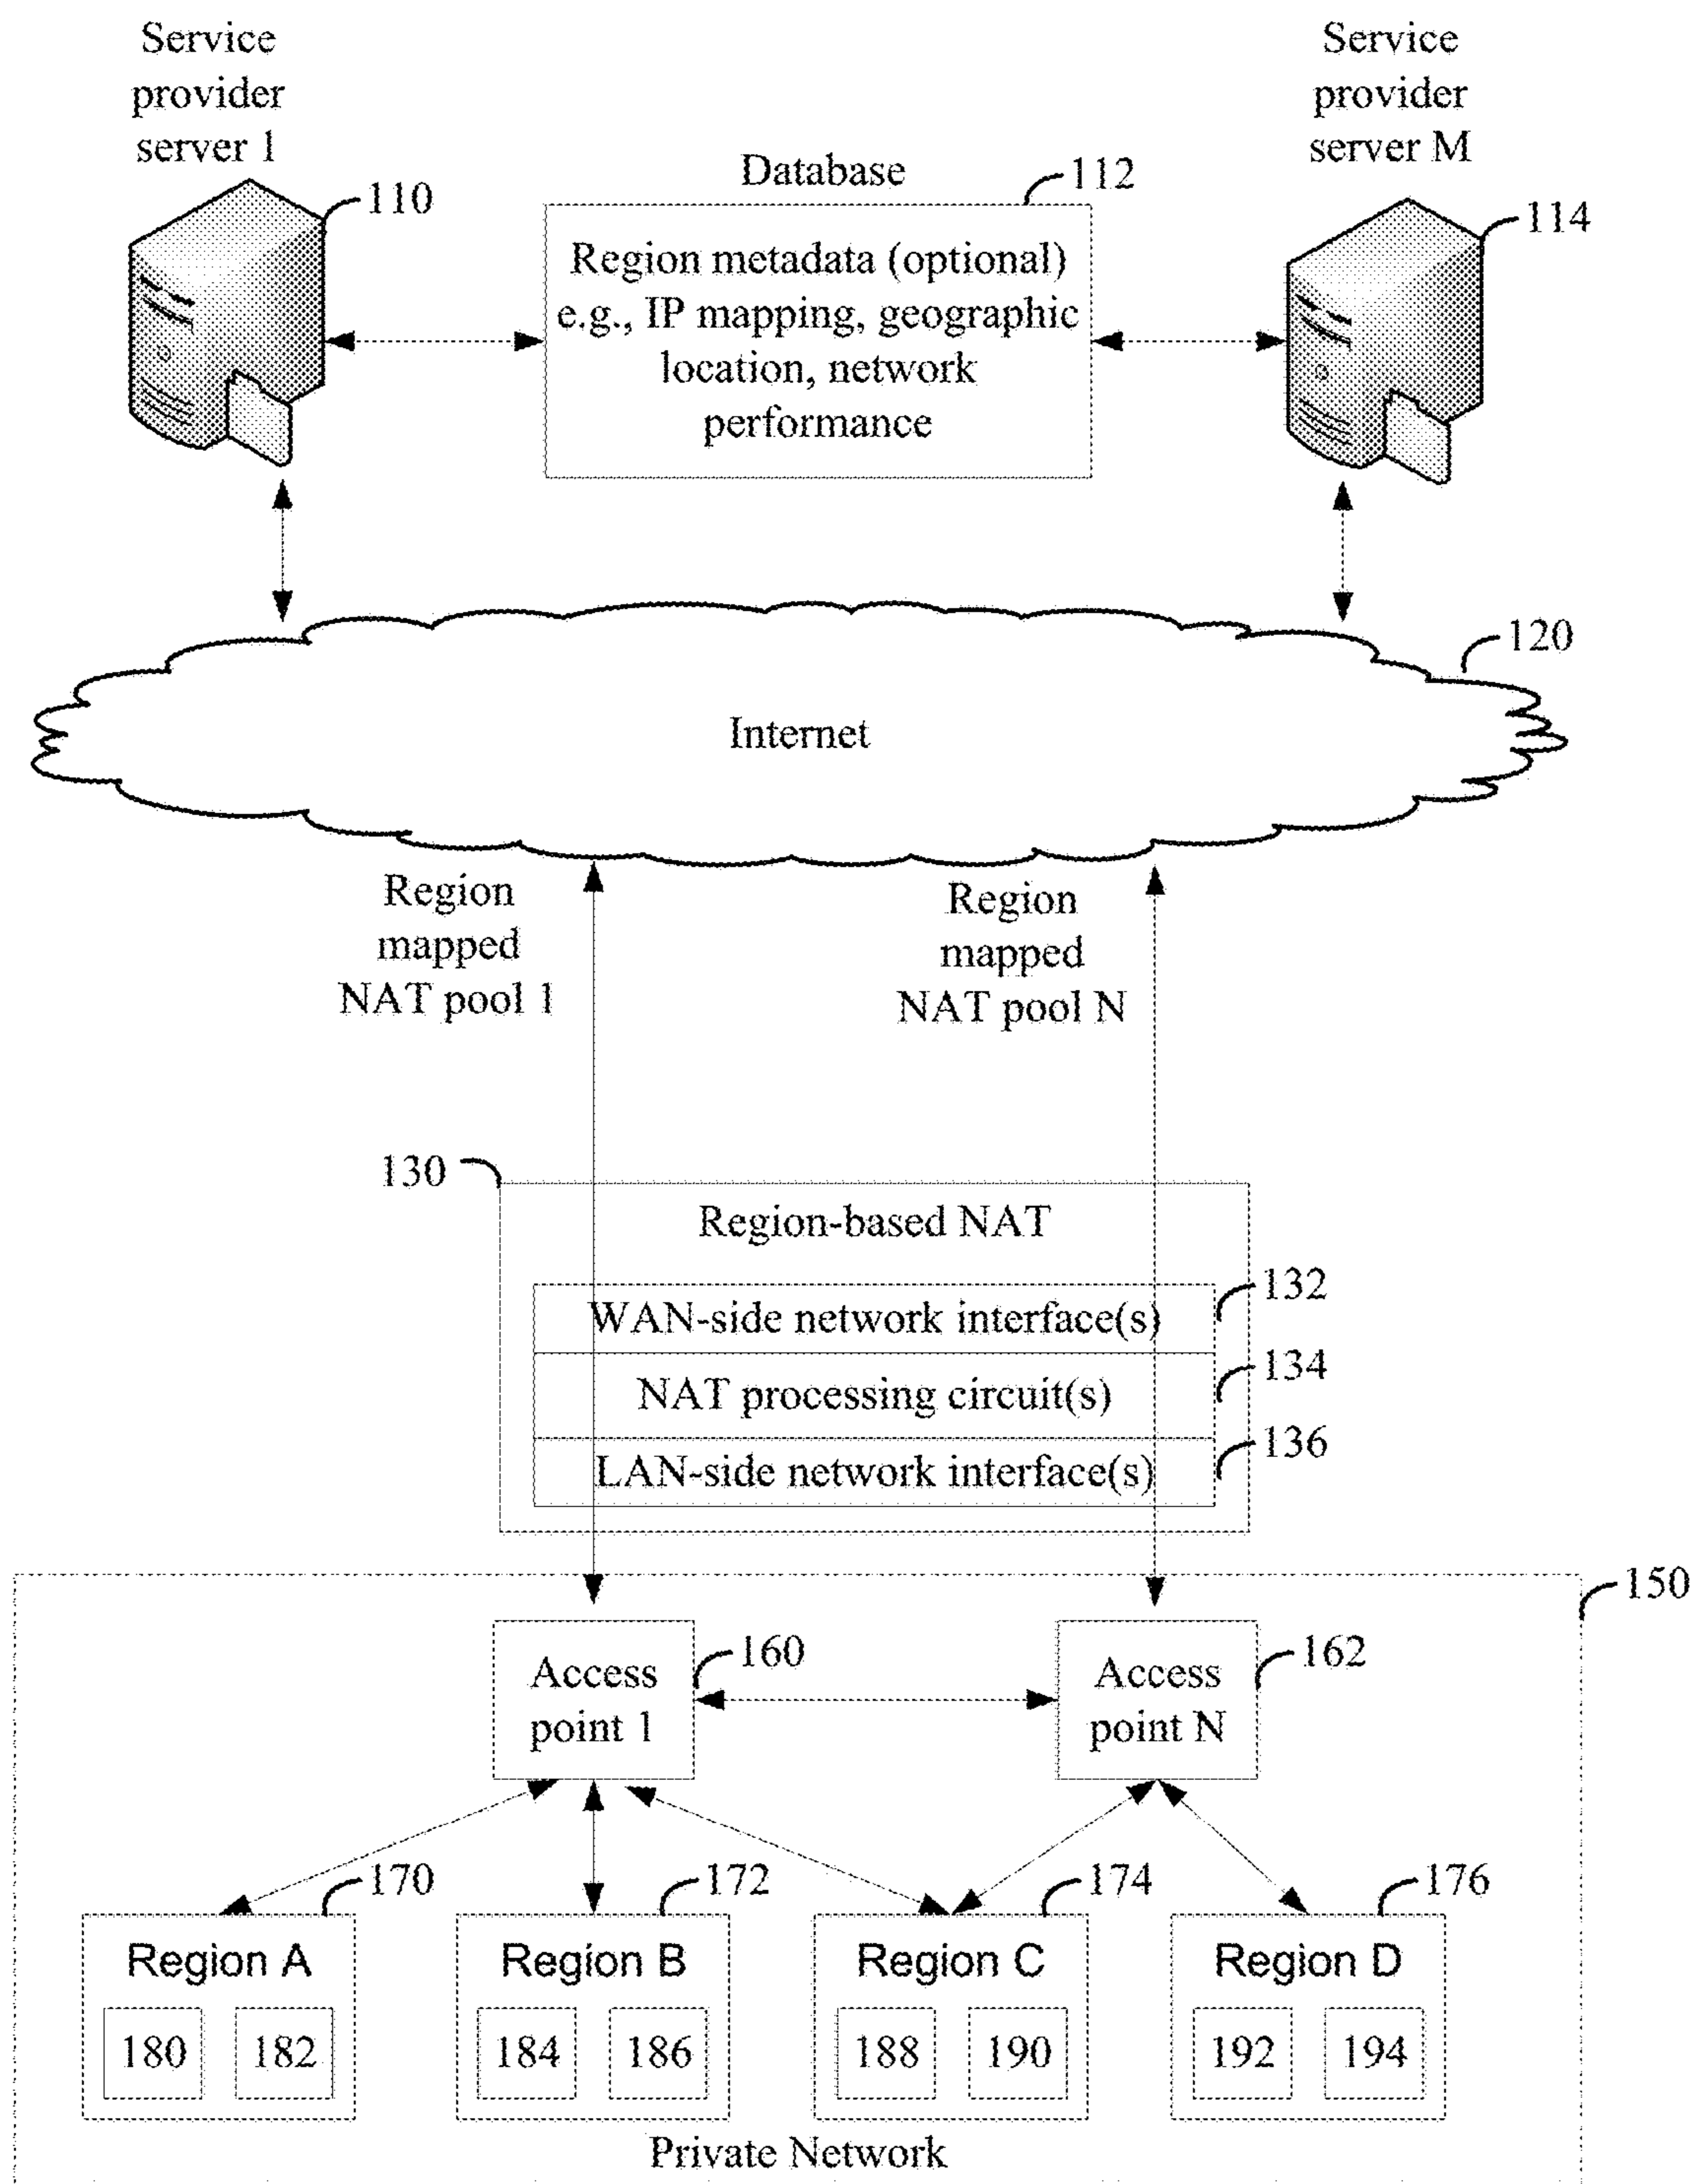 Service
provider
server 1
110
Database
112
Region metadata (optional)
e.g., IP mapping, geographic
location, network
performance
Service
provider
server M
114
120
Internet
Region
mapped
NAT pool 1
Region
mapped
NAT pool N
130
Region-based NAT
WAN-side network interface(s)
132
NAT processing circuit(s)
134
LAN-side network interface(s)
136
150
Access
point 1
160
Access
point N
162
170
Region A
180 182
172
Region B
184 186
174
Region C
188 190
176
Region D
192 194
Private Network